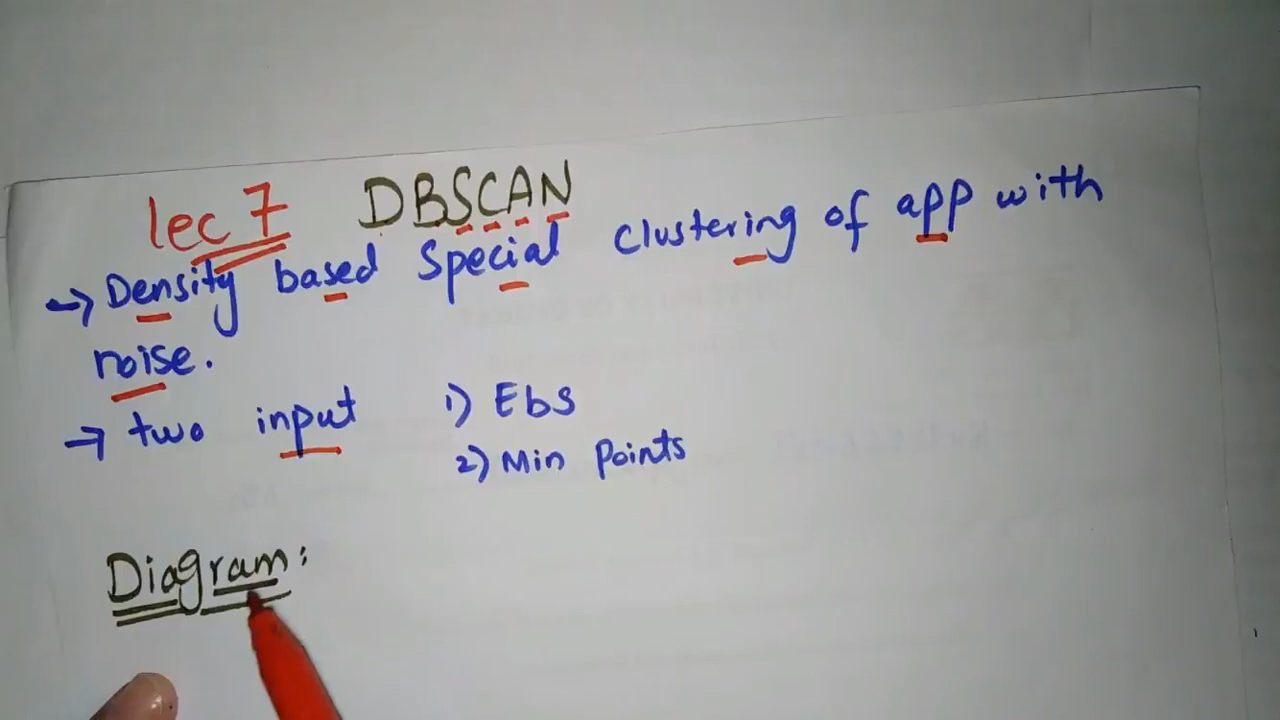 lec 7 DBSCAN
→ Density based Special clustering of app with
noise.
→ two input 1) Ebs
2) Min points
Diagram: